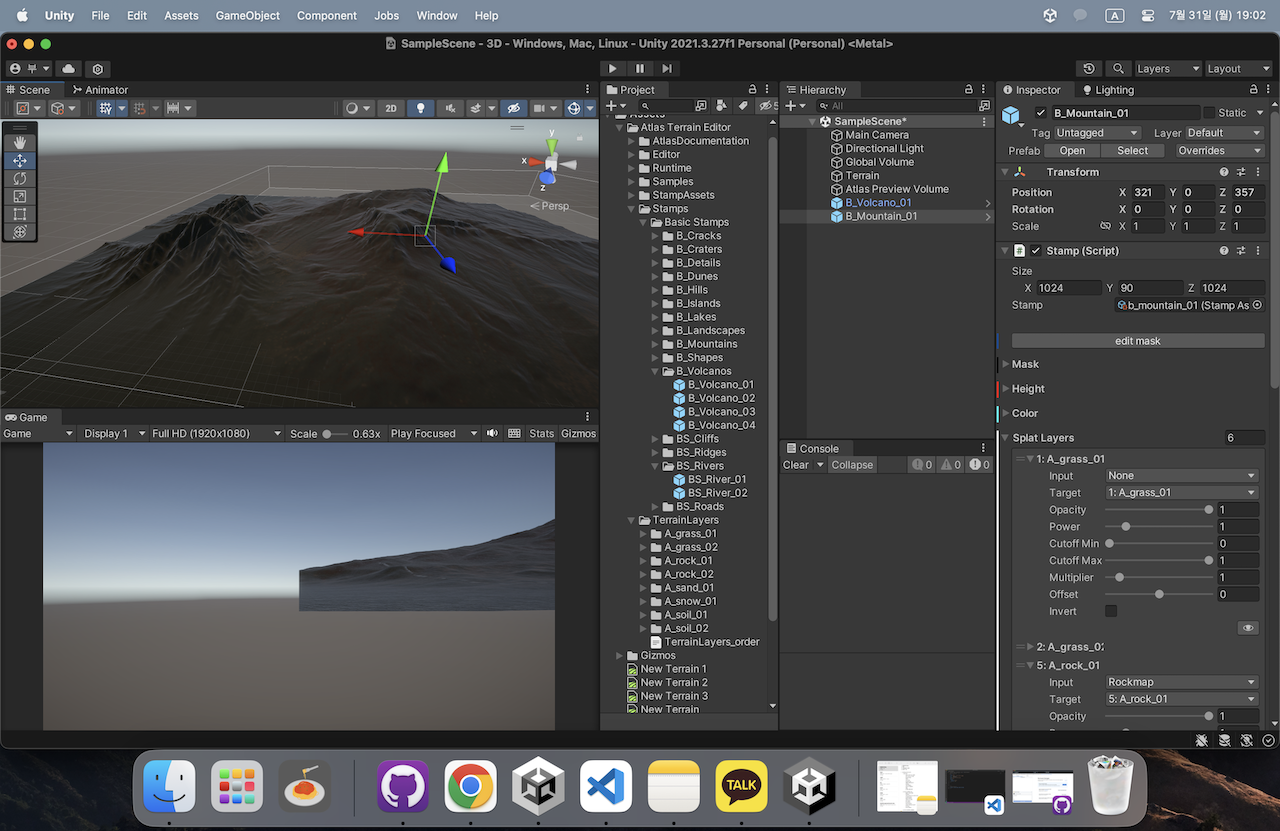 Unity File Edit Assets GameObject Component Jobs Window Help A 7월 31일 (월) 19:02
SampleScene - 3D - Windows, Mac, Linux - Unity 2021.3.27f1 Personal (Personal) <Metal>
Layers Layout
Scene Animator
2D
y
x
z
Persp
Game
Game Display 1 Full HD (1920x1080) Scale 0.63x Play Focused Stats Gizmos
Project
5
Assets
Atlas Terrain Editor
AtlasDocumentation
Editor
Runtime
Samples
StampAssets
Stamps
Basic Stamps
B_Cracks
B_Craters
B_Details
B_Dunes
B_Hills
B_Islands
B_Lakes
B_Landscapes
B_Mountains
B_Shapes
B_Volcanos
B_Volcano_01
B_Volcano_02
B_Volcano_03
B_Volcano_04
BS_Cliffs
BS_Ridges
BS_Rivers
BS_River_01
BS_River_02
BS_Roads
TerrainLayers
A_grass_01
A_grass_02
A_rock_01
A_rock_02
A_sand_01
A_snow_01
A_soil_01
A_soil_02
TerrainLayers_order
Gizmos
New Terrain 1
New Terrain 2
New Terrain 3
New Terrain
Hierarchy
All
SampleScene*
Main Camera
Directional Light
Global Volume
Terrain
Atlas Preview Volume
B_Volcano_01
B_Mountain_01
Console
Clear Collapse 0 0 0
Inspector Lighting
B_Mountain_01 Static
Tag Untagged Layer Default
Prefab Open Select Overrides
Transform
Position X 321 Y 0 Z 357
Rotation X 0 Y 0 Z 0
Scale X 1 Y 1 Z 1
# Stamp (Script)
Size
X 1024 Y 90 Z 1024
Stamp b_mountain_01 (Stamp As
edit mask
Mask
Height
Color
Splat Layers 6
1: A_grass_01
Input None
Target 1: A_grass_01
Opacity 1
Power 1
Cutoff Min 0
Cutoff Max 1
Multiplier 1
Offset 0
Invert
2: A_grass_02
5: A_rock_01
Input Rockmap
Target 5: A_rock_01
Opacity 1
TALK